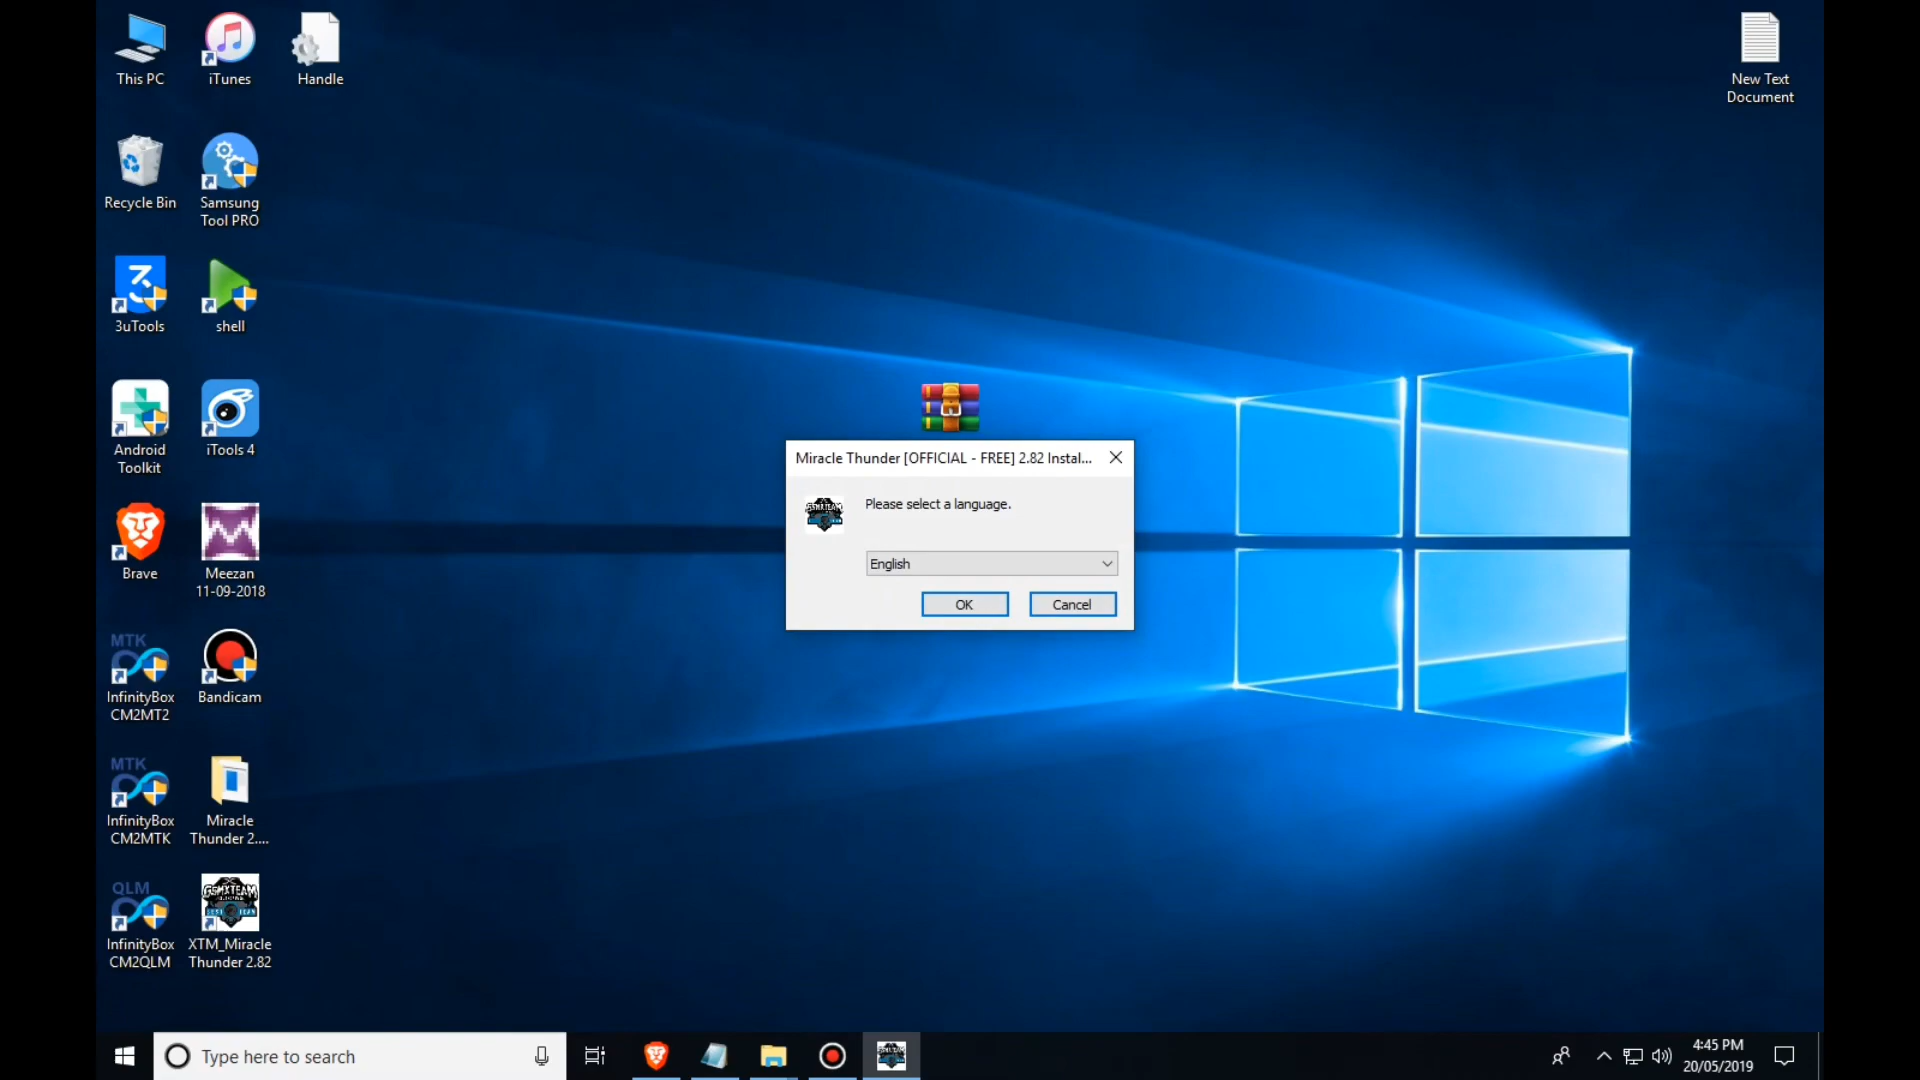 This PC
iTunes
Handle
New Text
Document
Recycle Bin
Samsung
Tool PRO
3uTools
shell
Android
Toolkit
iTools 4
Brave
Meezan
11-09-2018
MTK
InfinityBox
CM2MT2
Bandicam
MTK
InfinityBox
CM2MTK
Miracle
Thunder 2....
QLM
InfinityBox
CM2QLM
GSMXTEAM
XTM_Miracle
Thunder 2.82
Miracle Thunder [OFFICIAL - FREE] 2.82 Instal...
GSMXTEAM
Please select a language.
English
OK
Cancel
Type here to search
4:45 PM
20/05/2019